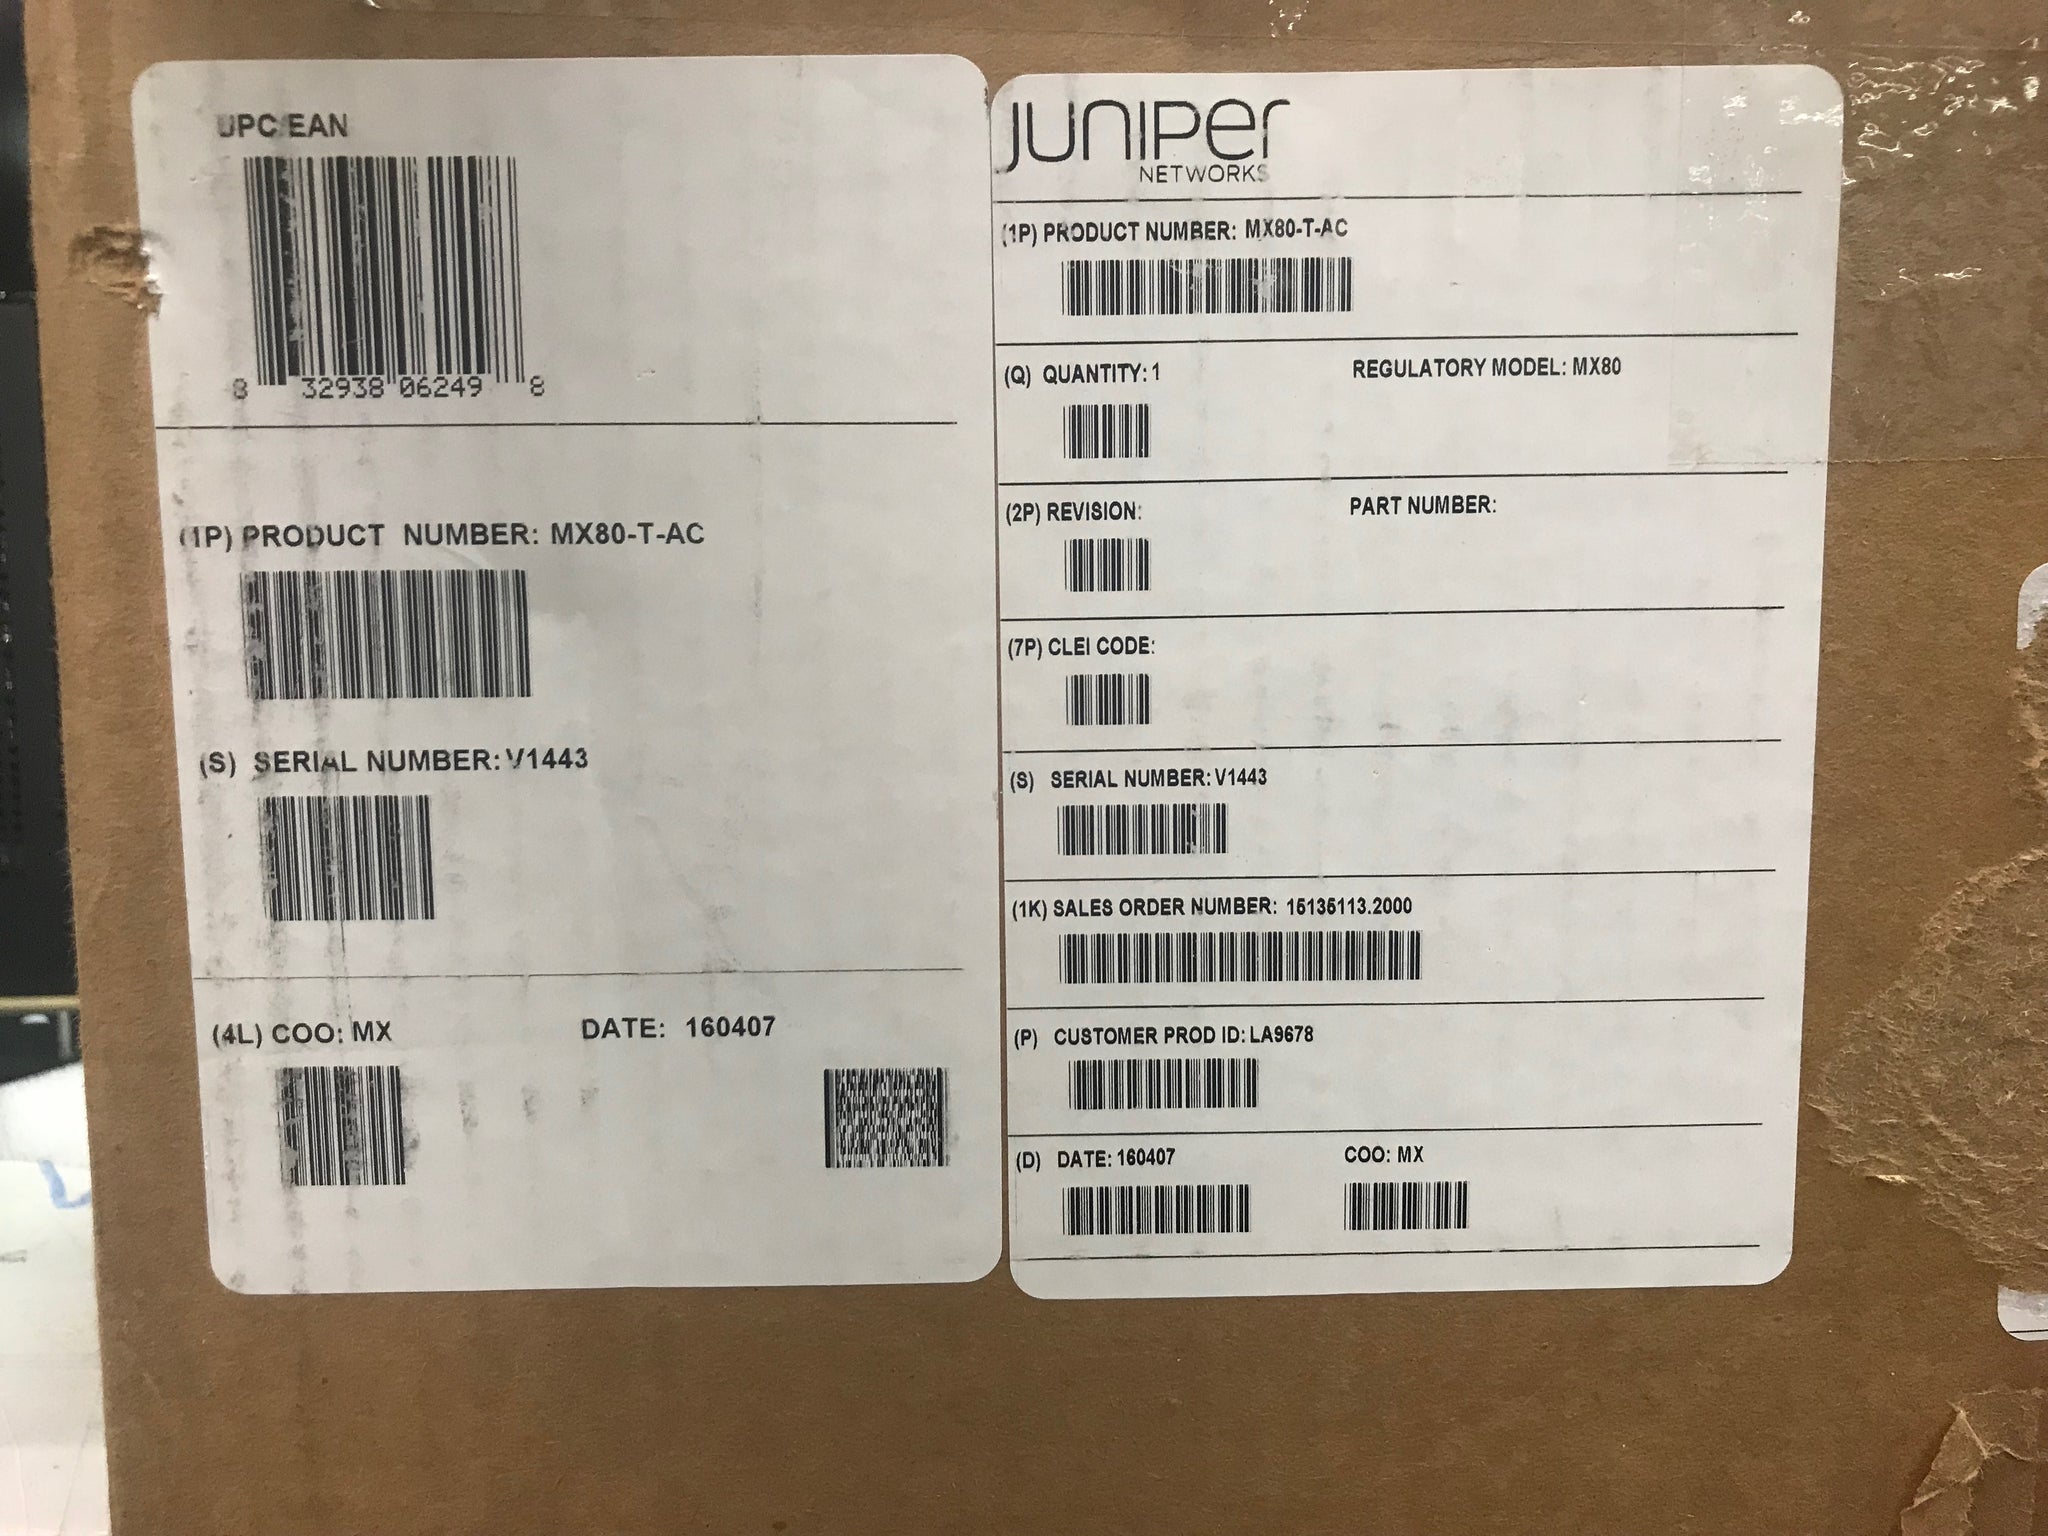 UPC/EAN
8 32938 06249 8
(1P) PRODUCT NUMBER: MX80-T-AC
(S) SERIAL NUMBER: V1443
(4L) COO: MX DATE: 160407
JUNIPER
NETWORKS
(1P) PRODUCT NUMBER: MX80-T-AC
(Q) QUANTITY: 1 REGULATORY MODEL: MX80
(2P) REVISION: PART NUMBER:
(7P) CLEI CODE:
(S) SERIAL NUMBER: V1443
(1K) SALES ORDER NUMBER: 15135113.2000
(P) CUSTOMER PROD ID: LA9678
(D) DATE: 160407 COO: MX